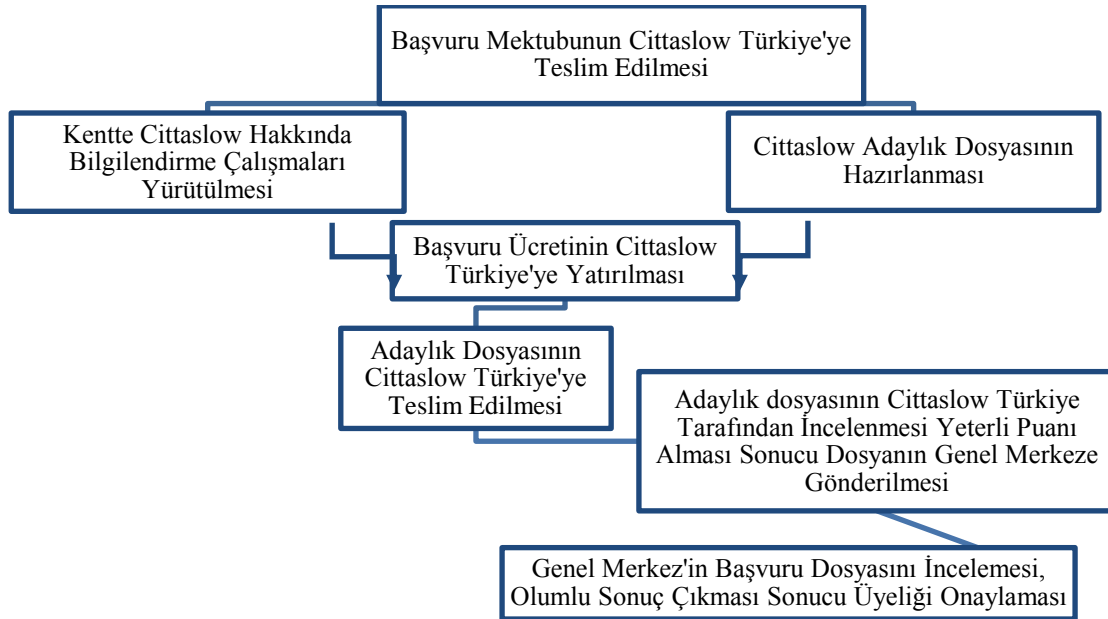 Başvuru Mektubunun Cittaslow Türkiye'ye
Teslim Edilmesi
Kentte Cittaslow Hakkında
Bilgilendirme Çalışmaları
Yürütülmesi
Cittaslow Adaylık Dosyasının
Hazırlanması
Başvuru Ücretinin Cittaslow
Türkiye'ye Yatırılması
Adaylık Dosyasının
Cittaslow Türkiye'ye
Teslim Edilmesi
Adaylık dosyasının Cittaslow Türkiye
Tarafından İncelenmesi Yeterli Puanı
Alması Sonucu Dosyanın Genel Merkeze
Gönderilmesi
Genel Merkez'in Başvuru Dosyasını İncelemesi,
Olumlu Sonuç Çıkması Sonucu Üyeliği Onaylaması